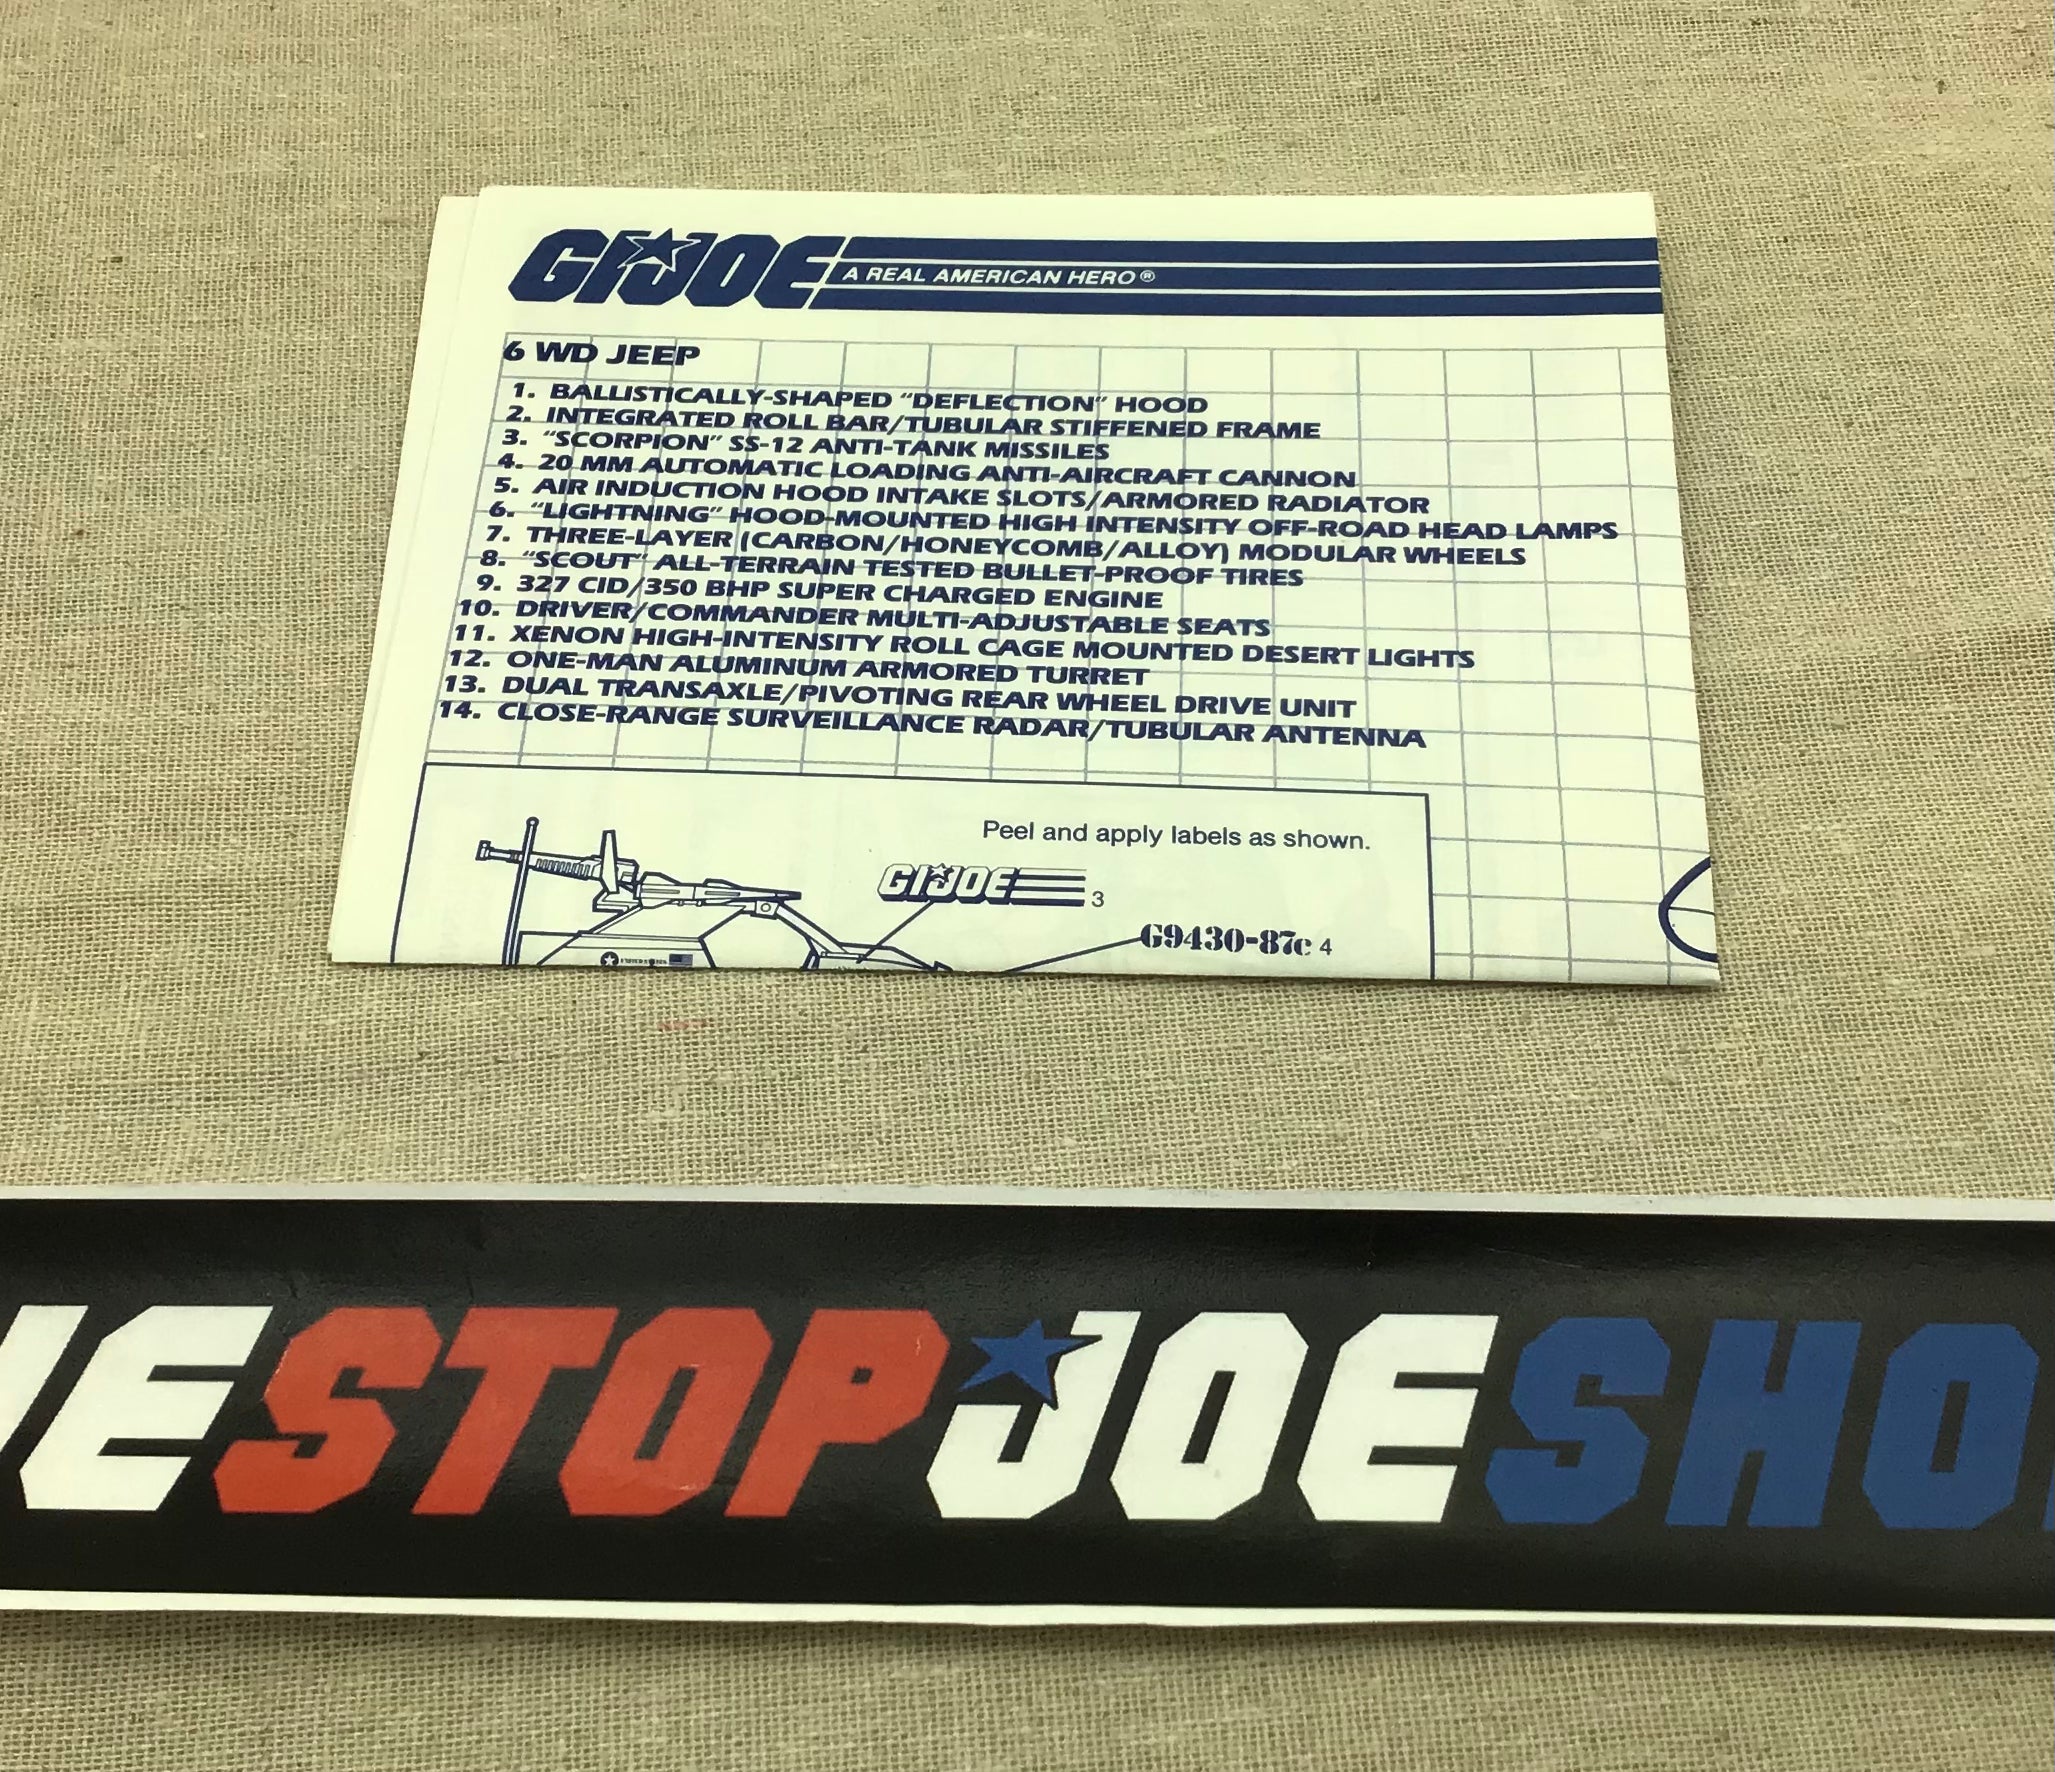 GI JOE A REAL AMERICAN HERO®
6 WD JEEP
1. BALLISTICALLY-SHAPED "DEFLECTION" HOOD
2. INTEGRATED ROLL BAR/TUBULAR STIFFENED FRAME
3. "SCORPION" SS-12 ANTI-TANK MISSILES
4. 20 MM AUTOMATIC LOADING ANTI-AIRCRAFT CANNON
5. AIR INDUCTION HOOD INTAKE SLOTS/ARMORED RADIATOR
6. "LIGHTNING" HOOD-MOUNTED HIGH INTENSITY OFF-ROAD HEAD LAMPS
7. THREE-LAYER (CARBON/HONEYCOMB/ALLOY) MODULAR WHEELS
8. "SCOUT" ALL-TERRAIN TESTED BULLET-PROOF TIRES
9. 327 CID/350 BHP SUPER CHARGED ENGINE
10. DRIVER/COMMANDER MULTI-ADJUSTABLE SEATS
11. XENON HIGH-INTENSITY ROLL CAGE MOUNTED DESERT LIGHTS
12. ONE-MAN ALUMINUM ARMORED TURRET
13. DUAL TRANSAXLE/PIVOTING REAR WHEEL DRIVE UNIT
14. CLOSE-RANGE SURVEILLANCE RADAR/TUBULAR ANTENNA
Peel and apply labels as shown.
GI JOE 3
G9430-87c 4
E STOP JOE SHO